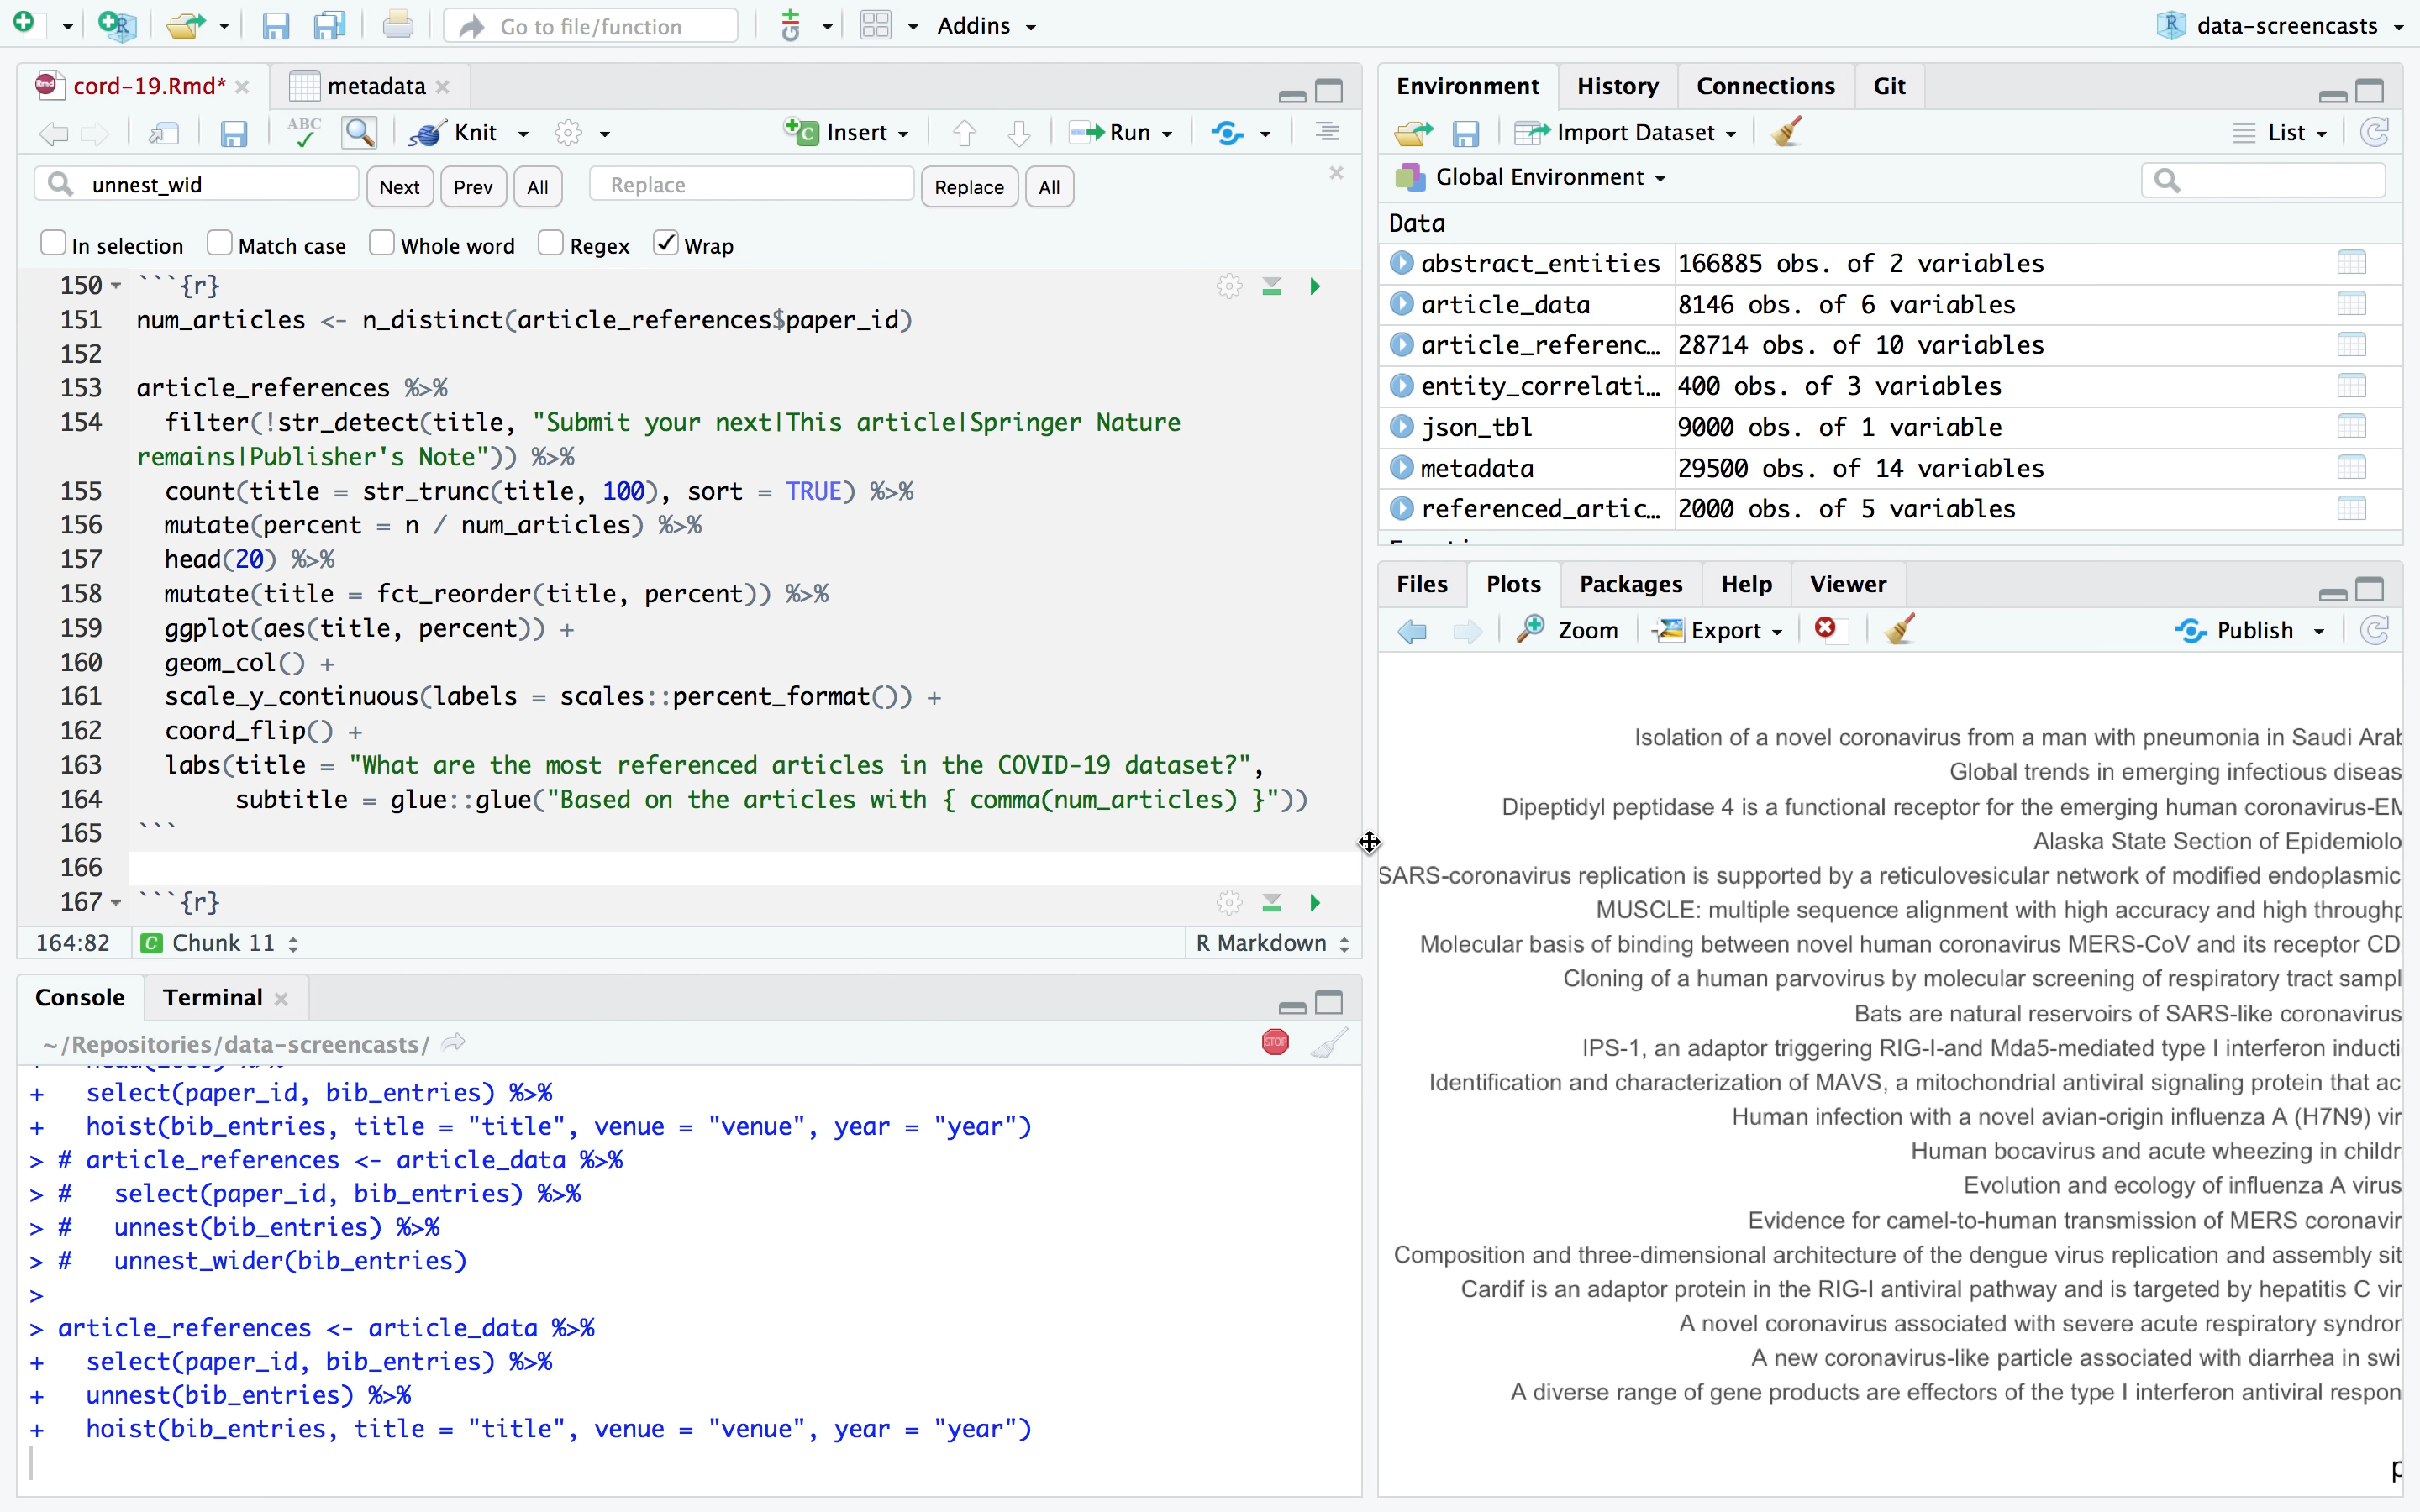 Go to file/function
Addins
data-screencasts
cord-19.Rmd*
metadata
ABC
Knit
Insert
Run
unnest_wid
Next
Prev
All
Replace
Replace
All
In selection
Match case
Whole word
Regex
Wrap
150 ```{r}
151 num_articles <- n_distinct(article_references$paper_id)
152
153 article_references %>%
154 filter(!str_detect(title, "Submit your next|This article|Springer Nature
remains|Publisher's Note")) %>%
155 count(title = str_trunc(title, 100), sort = TRUE) %>%
156 mutate(percent = n / num_articles) %>%
157 head(20) %>%
158 mutate(title = fct_reorder(title, percent)) %>%
159 ggplot(aes(title, percent)) +
160 geom_col() +
161 scale_y_continuous(labels = scales::percent_format()) +
162 coord_flip() +
163 labs(title = "What are the most referenced articles in the COVID-19 dataset?",
164 subtitle = glue::glue("Based on the articles with { comma(num_articles) }"))
165 ```
166
167 ```{r}
164:82
C Chunk 11
R Markdown
Console
Terminal
~/Repositories/data-screencasts/
STOP
+ select(paper_id, bib_entries) %>%
+ hoist(bib_entries, title = "title", venue = "venue", year = "year")
> # article_references <- article_data %>%
> # select(paper_id, bib_entries) %>%
> # unnest(bib_entries) %>%
> # unnest_wider(bib_entries)
>
> article_references <- article_data %>%
+ select(paper_id, bib_entries) %>%
+ unnest(bib_entries) %>%
+ hoist(bib_entries, title = "title", venue = "venue", year = "year")
Environment
History
Connections
Git
Import Dataset
List
Global Environment
Data
abstract_entities 166885 obs. of 2 variables
article_data 8146 obs. of 6 variables
article_referenc… 28714 obs. of 10 variables
entity_correlati… 400 obs. of 3 variables
json_tbl 9000 obs. of 1 variable
metadata 29500 obs. of 14 variables
referenced_artic… 2000 obs. of 5 variables
Files
Plots
Packages
Help
Viewer
Zoom
Export
Publish
Isolation of a novel coronavirus from a man with pneumonia in Saudi Arab
Global trends in emerging infectious diseas
Dipeptidyl peptidase 4 is a functional receptor for the emerging human coronavirus-EM
Alaska State Section of Epidemiolo
SARS-coronavirus replication is supported by a reticulovesicular network of modified endoplasmic
MUSCLE: multiple sequence alignment with high accuracy and high throughp
Molecular basis of binding between novel human coronavirus MERS-CoV and its receptor CD
Cloning of a human parvovirus by molecular screening of respiratory tract sampl
Bats are natural reservoirs of SARS-like coronavirus
IPS-1, an adaptor triggering RIG-I-and Mda5-mediated type I interferon inducti
Identification and characterization of MAVS, a mitochondrial antiviral signaling protein that ac
Human infection with a novel avian-origin influenza A (H7N9) vir
Human bocavirus and acute wheezing in childr
Evolution and ecology of influenza A virus
Evidence for camel-to-human transmission of MERS coronavir
Composition and three-dimensional architecture of the dengue virus replication and assembly sit
Cardif is an adaptor protein in the RIG-I antiviral pathway and is targeted by hepatitis C vir
A novel coronavirus associated with severe acute respiratory syndror
A new coronavirus-like particle associated with diarrhea in swi
A diverse range of gene products are effectors of the type I interferon antiviral respon
p